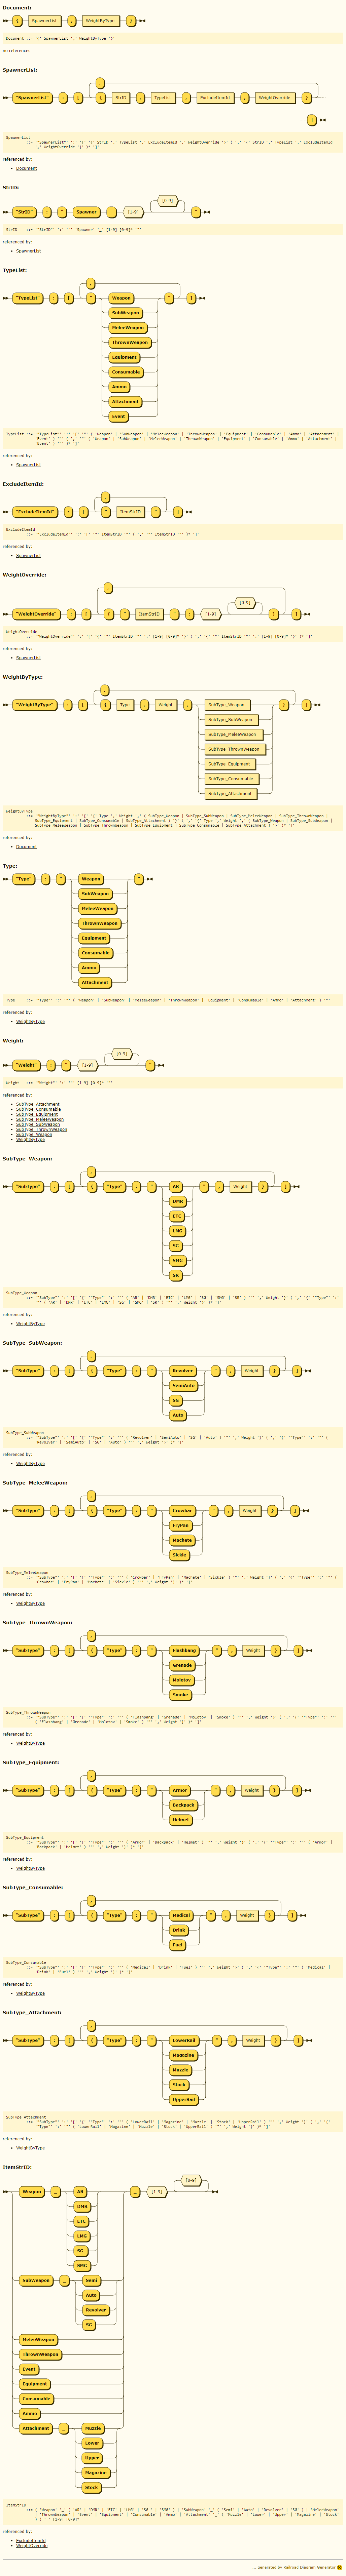 Document:
{ SpawnerList , WeightByType }
Document ::= '{' SpawnerList ',' WeightByType '}'
no references
SpawnerList:
,
"SpawnerList" : [ { StrID , TypeList , ExcludeItemId , WeightOverride }
]
SpawnerList
::= '"SpawnerList"' ':' '[' '{' StrID ',' TypeList ',' ExcludeItemId ',' WeightOverride '}' ( ',' '{' StrID ',' TypeList ',' ExcludeItemId
',' WeightOverride '}' )* ']'
referenced by:
Document
StrID:
[0-9]
"StrID" : " Spawner _ [1-9] "
StrID ::= '"StrID"' ':' '"' 'Spawner' '_' [1-9] [0-9]* '"'
referenced by:
SpawnerList
TypeList:
,
"TypeList" : [ " Weapon " ]
SubWeapon
MeleeWeapon
ThrownWeapon
Equipment
Consumable
Ammo
Attachment
Event
TypeList ::= '"TypeList"' ':' '[' '"' ( 'Weapon' | 'SubWeapon' | 'MeleeWeapon' | 'ThrownWeapon' | 'Equipment' | 'Consumable' | 'Ammo' | 'Attachment' |
'Event' ) '"' ( ',' '"' ( 'Weapon' | 'SubWeapon' | 'MeleeWeapon' | 'ThrownWeapon' | 'Equipment' | 'Consumable' | 'Ammo' | 'Attachment' |
'Event' ) '"' )* ']'
referenced by:
SpawnerList
ExcludeItemId:
,
"ExcludeItemId" : [ " ItemStrID " ]
ExcludeItemId
::= '"ExcludeItemId"' ':' '[' '"' ItemStrID '"' ( ',' '"' ItemStrID '"' )* ']'
referenced by:
SpawnerList
WeightOverride:
,
[0-9]
"WeightOverride" : [ { " ItemStrID " : [1-9] } ]
WeightOverride
::= '"WeightOverride"' ':' '[' '{' '"' ItemStrID '"' ':' [1-9] [0-9]* '}' ( ',' '{' '"' ItemStrID '"' ':' [1-9] [0-9]* '}' )* ']'
referenced by:
SpawnerList
WeightByType:
,
"WeightByType" : [ { Type , Weight , SubType_Weapon } ]
SubType_SubWeapon
SubType_MeleeWeapon
SubType_ThrownWeapon
SubType_Equipment
SubType_Consumable
SubType_Attachment
WeightByType
::= '"WeightByType"' ':' '[' '{' Type ',' Weight ',' ( SubType_Weapon | SubType_SubWeapon | SubType_MeleeWeapon | SubType_ThrownWeapon |
SubType_Equipment | SubType_Consumable | SubType_Attachment ) '}' ( ',' '{' Type ',' Weight ',' ( SubType_Weapon | SubType_SubWeapon |
SubType_MeleeWeapon | SubType_ThrownWeapon | SubType_Equipment | SubType_Consumable | SubType_Attachment ) '}' )* ']'
referenced by:
Document
Type:
"Type" : " Weapon "
SubWeapon
MeleeWeapon
ThrownWeapon
Equipment
Consumable
Ammo
Attachment
Type ::= '"Type"' ':' '"' ( 'Weapon' | 'SubWeapon' | 'MeleeWeapon' | 'ThrownWeapon' | 'Equipment' | 'Consumable' | 'Ammo' | 'Attachment' ) '"'
referenced by:
WeightByType
Weight:
[0-9]
"Weight" : " [1-9] "
Weight ::= '"Weight"' ':' '"' [1-9] [0-9]* '"'
referenced by:
SubType_Attachment
SubType_Consumable
SubType_Equipment
SubType_MeleeWeapon
SubType_SubWeapon
SubType_ThrownWeapon
SubType_Weapon
WeightByType
SubType_Weapon:
,
"SubType" : [ { "Type" : " AR " , Weight } ]
DMR
ETC
LMG
SG
SMG
SR
SubType_Weapon
::= '"SubType"' ':' '[' '{' '"Type"' ':' '"' ( 'AR' | 'DMR' | 'ETC' | 'LMG' | 'SG' | 'SMG' | 'SR' ) '"' ',' Weight '}' ( ',' '{' '"Type"' ':'
'"' ( 'AR' | 'DMR' | 'ETC' | 'LMG' | 'SG' | 'SMG' | 'SR' ) '"' ',' Weight '}' )* ']'
referenced by:
WeightByType
SubType_SubWeapon:
,
"SubType" : [ { "Type" : " Revolver " , Weight } ]
SemiAuto
SG
Auto
SubType_SubWeapon
::= '"SubType"' ':' '[' '{' '"Type"' ':' '"' ( 'Revolver' | 'SemiAuto' | 'SG' | 'Auto' ) '"' ',' Weight '}' ( ',' '{' '"Type"' ':' '"' (
'Revolver' | 'SemiAuto' | 'SG' | 'Auto' ) '"' ',' Weight '}' )* ']'
referenced by:
WeightByType
SubType_MeleeWeapon:
,
"SubType" : [ { "Type" : " Crowbar " , Weight } ]
FryPan
Machete
Sickle
SubType_MeleeWeapon
::= '"SubType"' ':' '[' '{' '"Type"' ':' '"' ( 'Crowbar' | 'FryPan' | 'Machete' | 'Sickle' ) '"' ',' Weight '}' ( ',' '{' '"Type"' ':' '"' (
'Crowbar' | 'FryPan' | 'Machete' | 'Sickle' ) '"' ',' Weight '}' )* ']'
referenced by:
WeightByType
SubType_ThrownWeapon:
,
"SubType" : [ { "Type" : " Flashbang " , Weight } ]
Grenade
Molotov
Smoke
SubType_ThrownWeapon
::= '"SubType"' ':' '[' '{' '"Type"' ':' '"' ( 'Flashbang' | 'Grenade' | 'Molotov' | 'Smoke' ) '"' ',' Weight '}' ( ',' '{' '"Type"' ':' '"'
( 'Flashbang' | 'Grenade' | 'Molotov' | 'Smoke' ) '"' ',' Weight '}' )* ']'
referenced by:
WeightByType
SubType_Equipment:
,
"SubType" : [ { "Type" : " Armor " , Weight } ]
Backpack
Helmet
SubType_Equipment
::= '"SubType"' ':' '[' '{' '"Type"' ':' '"' ( 'Armor' | 'Backpack' | 'Helmet' ) '"' ',' Weight '}' ( ',' '{' '"Type"' ':' '"' ( 'Armor' |
'Backpack' | 'Helmet' ) '"' ',' Weight '}' )* ']'
referenced by:
WeightByType
SubType_Consumable:
,
"SubType" : [ { "Type" : " Medical " , Weight } ]
Drink
Fuel
SubType_Consumable
::= '"SubType"' ':' '[' '{' '"Type"' ':' '"' ( 'Medical' | 'Drink' | 'Fuel' ) '"' ',' Weight '}' ( ',' '{' '"Type"' ':' '"' ( 'Medical' |
'Drink' | 'Fuel' ) '"' ',' Weight '}' )* ']'
referenced by:
WeightByType
SubType_Attachment:
,
"SubType" : [ { "Type" : " LowerRail " , Weight } ]
Magazine
Muzzle
Stock
UpperRail
SubType_Attachment
::= '"SubType"' ':' '[' '{' '"Type"' ':' '"' ( 'LowerRail' | 'Magazine' | 'Muzzle' | 'Stock' | 'UpperRail' ) '"' ',' Weight '}' ( ',' '{'
'"Type"' ':' '"' ( 'LowerRail' | 'Magazine' | 'Muzzle' | 'Stock' | 'UpperRail' ) '"' ',' Weight '}' )* ']'
referenced by:
WeightByType
ItemStrID:
[0-9]
Weapon _ AR _ [1-9]
DMR
ETC
LMG
SG
SMG
SubWeapon _ Semi
Auto
Revolver
SG
MeleeWeapon
ThrownWeapon
Event
Equipment
Consumable
Ammo
Attachment _ Muzzle
Lower
Upper
Magazine
Stock
ItemStrID
::= ( 'Weapon' '_' ( 'AR' | 'DMR' | 'ETC' | 'LMG' | 'SG ' | 'SMG' ) | 'SubWeapon' '_' ( 'Semi' | 'Auto' | 'Revolver' | 'SG' ) | 'MeleeWeapon'
| 'ThrownWeapon' | 'Event' | 'Equipment' | 'Consumable' | 'Ammo' | 'Attachment' '_' ( 'Muzzle' | 'Lower' | 'Upper' | 'Magazine' | 'Stock'
) ) '_' [1-9] [0-9]*
referenced by:
ExcludeItemId
WeightOverride
... generated by Railroad Diagram Generator